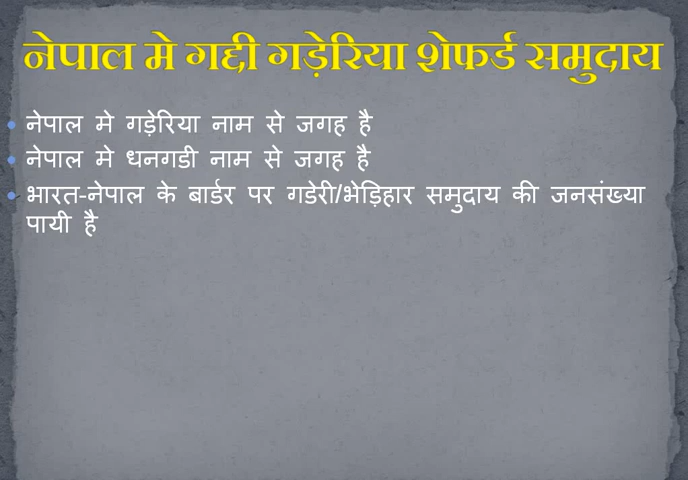 नेपाल मे गद्दी गड़ेरिया शेफर्ड समुदाय
नेपाल मे गड़ेरिया नाम से जगह है
नेपाल मे धनगडी नाम से जगह है
भारत-नेपाल के बार्डर पर गडेरी/भेड़िहार समुदाय की जनसंख्या
पायी है